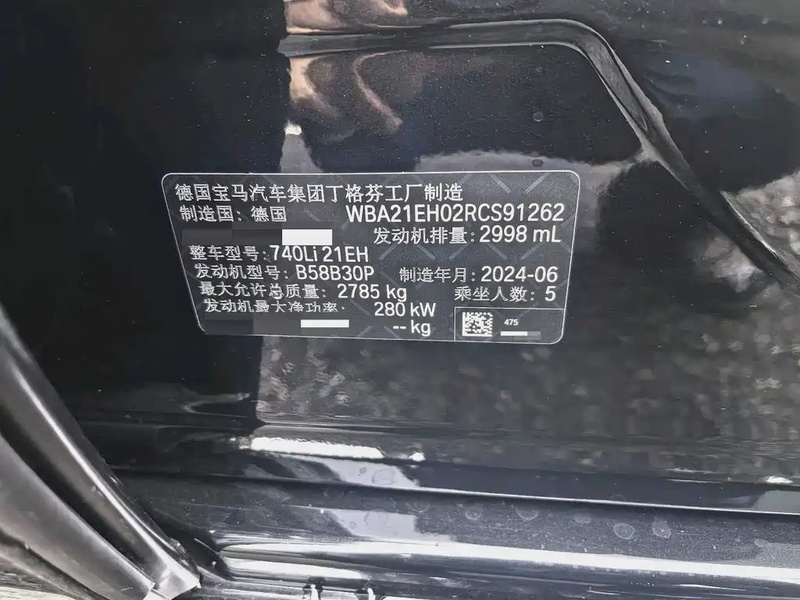 德国宝马汽车集团丁格芬工厂制造
制造国：德国 WBA21EH02RCS91262
发动机排量：2998 mL
整车型号：740Li 21EH
发动机型号：B58B30P 制造年月：2024-06
最大允许总质量：2785 kg 乘坐人数：5
发动机最大净功率：280 kW
-- kg
475